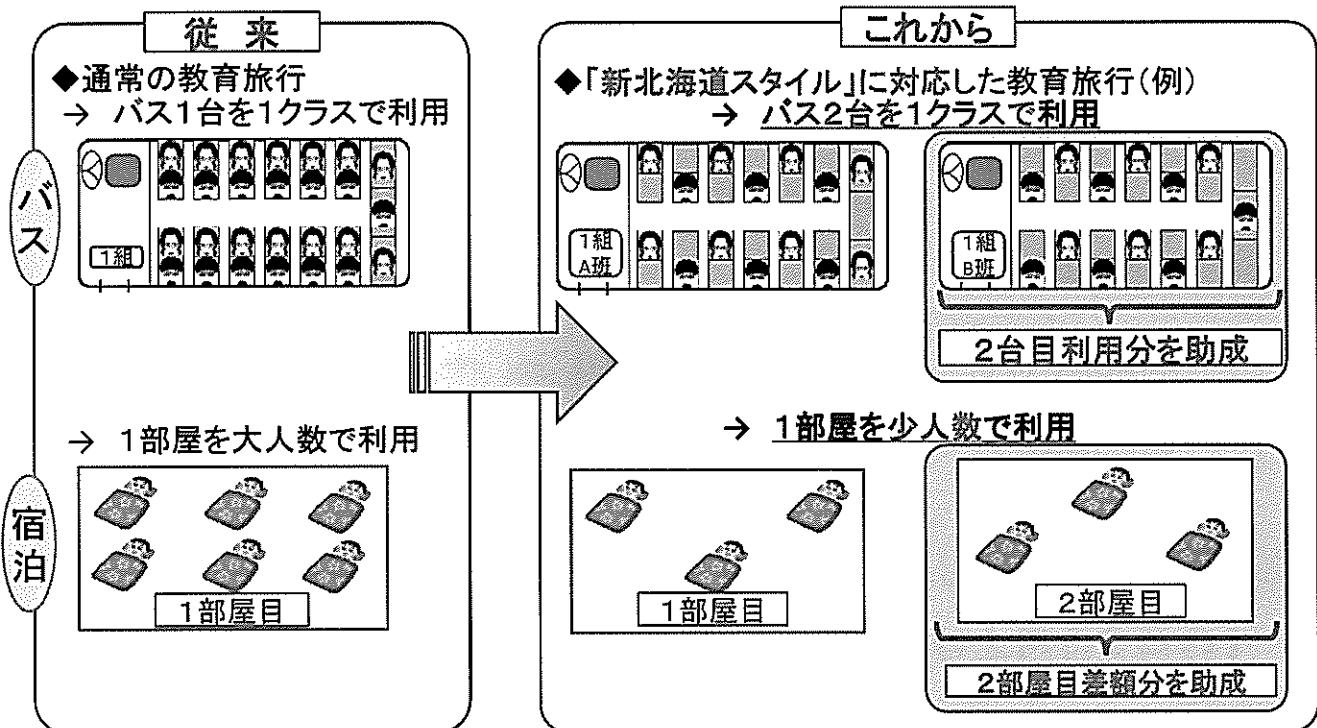 従 来
◆通常の教育旅行
→ バス1台を1クラスで利用
バス
1組
→ 1部屋を大人数で利用
宿泊
1部屋目
これから
◆「新北海道スタイル」に対応した教育旅行(例)
→ バス2台を1クラスで利用
1組
A班
1組
B班
2台目利用分を助成
→ 1部屋を少人数で利用
1部屋目
2部屋目
2部屋目差額分を助成